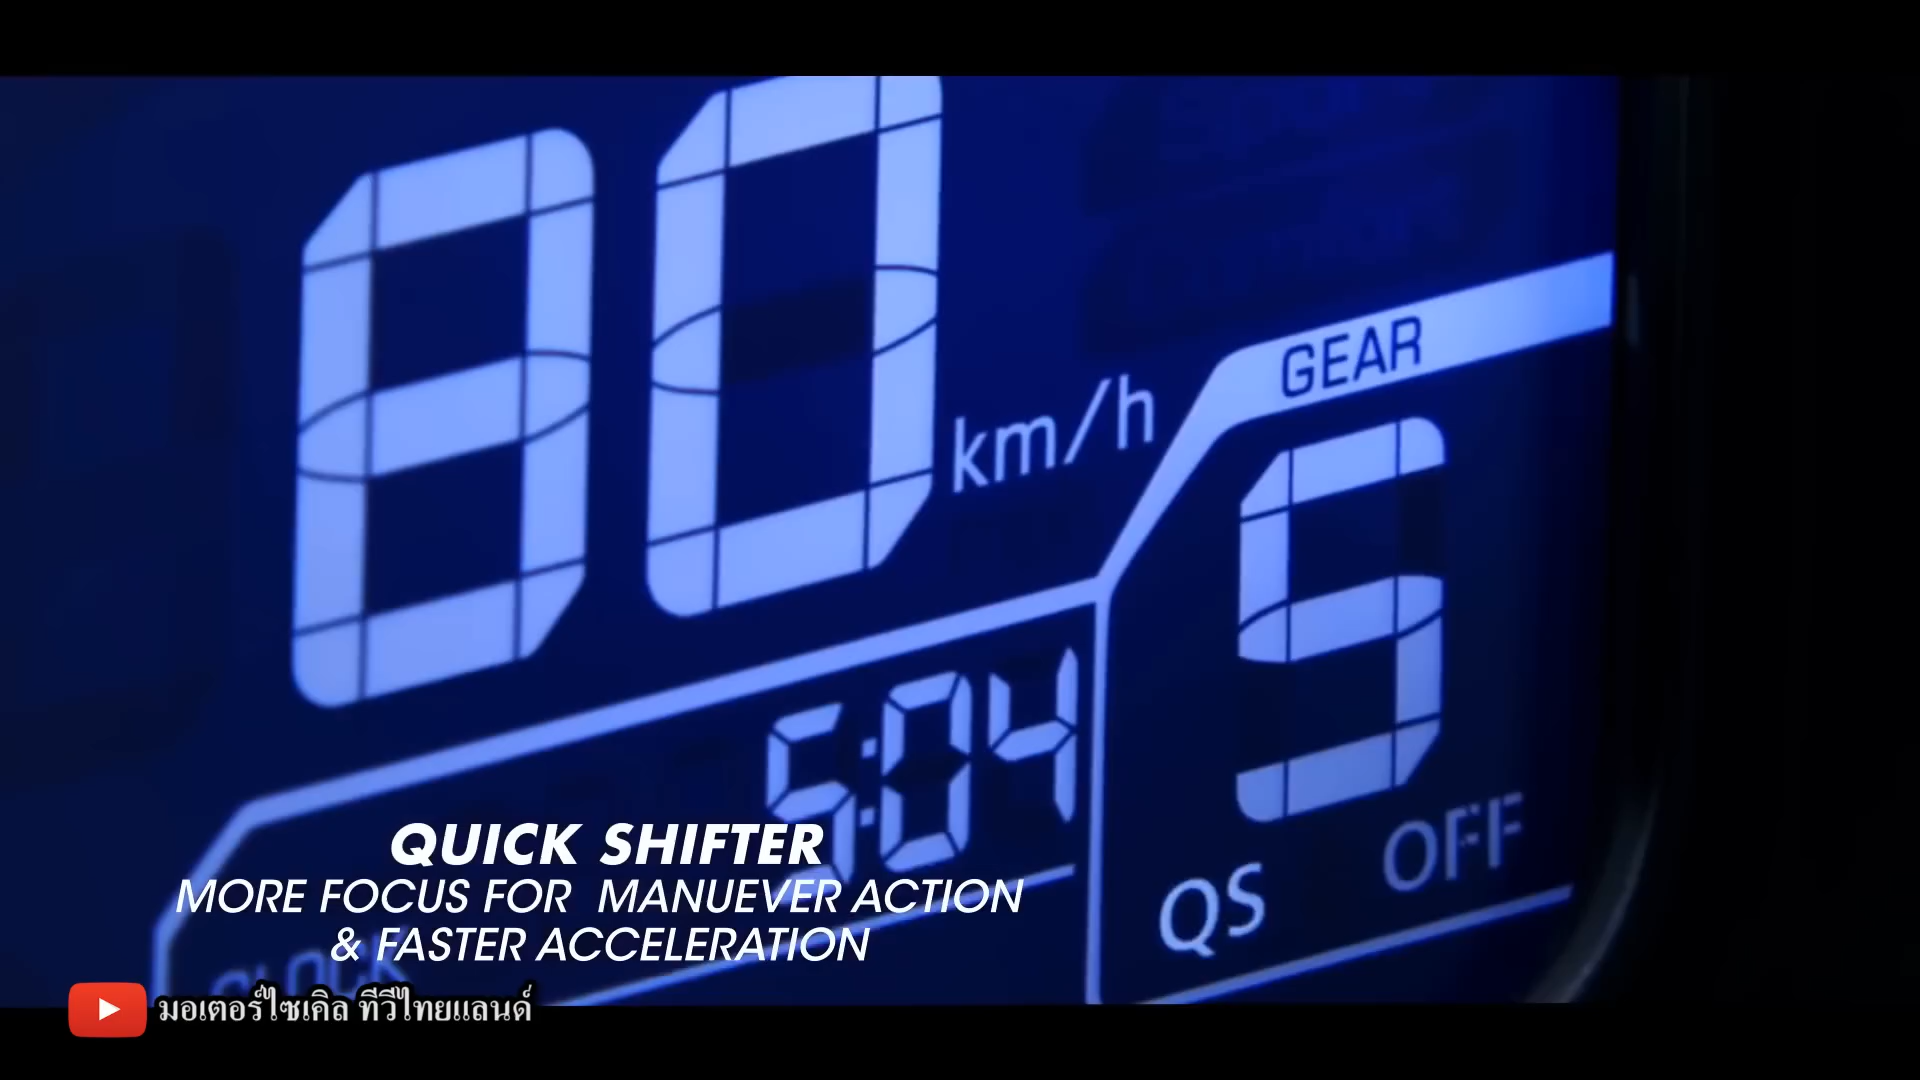 80 km/h
GEAR
5
5:04
QS OFF
CLOCK
QUICK SHIFTER
MORE FOCUS FOR MANUEVER ACTION
& FASTER ACCELERATION
มอเตอร์ไซเคิล ทีวีไทยแลนด์